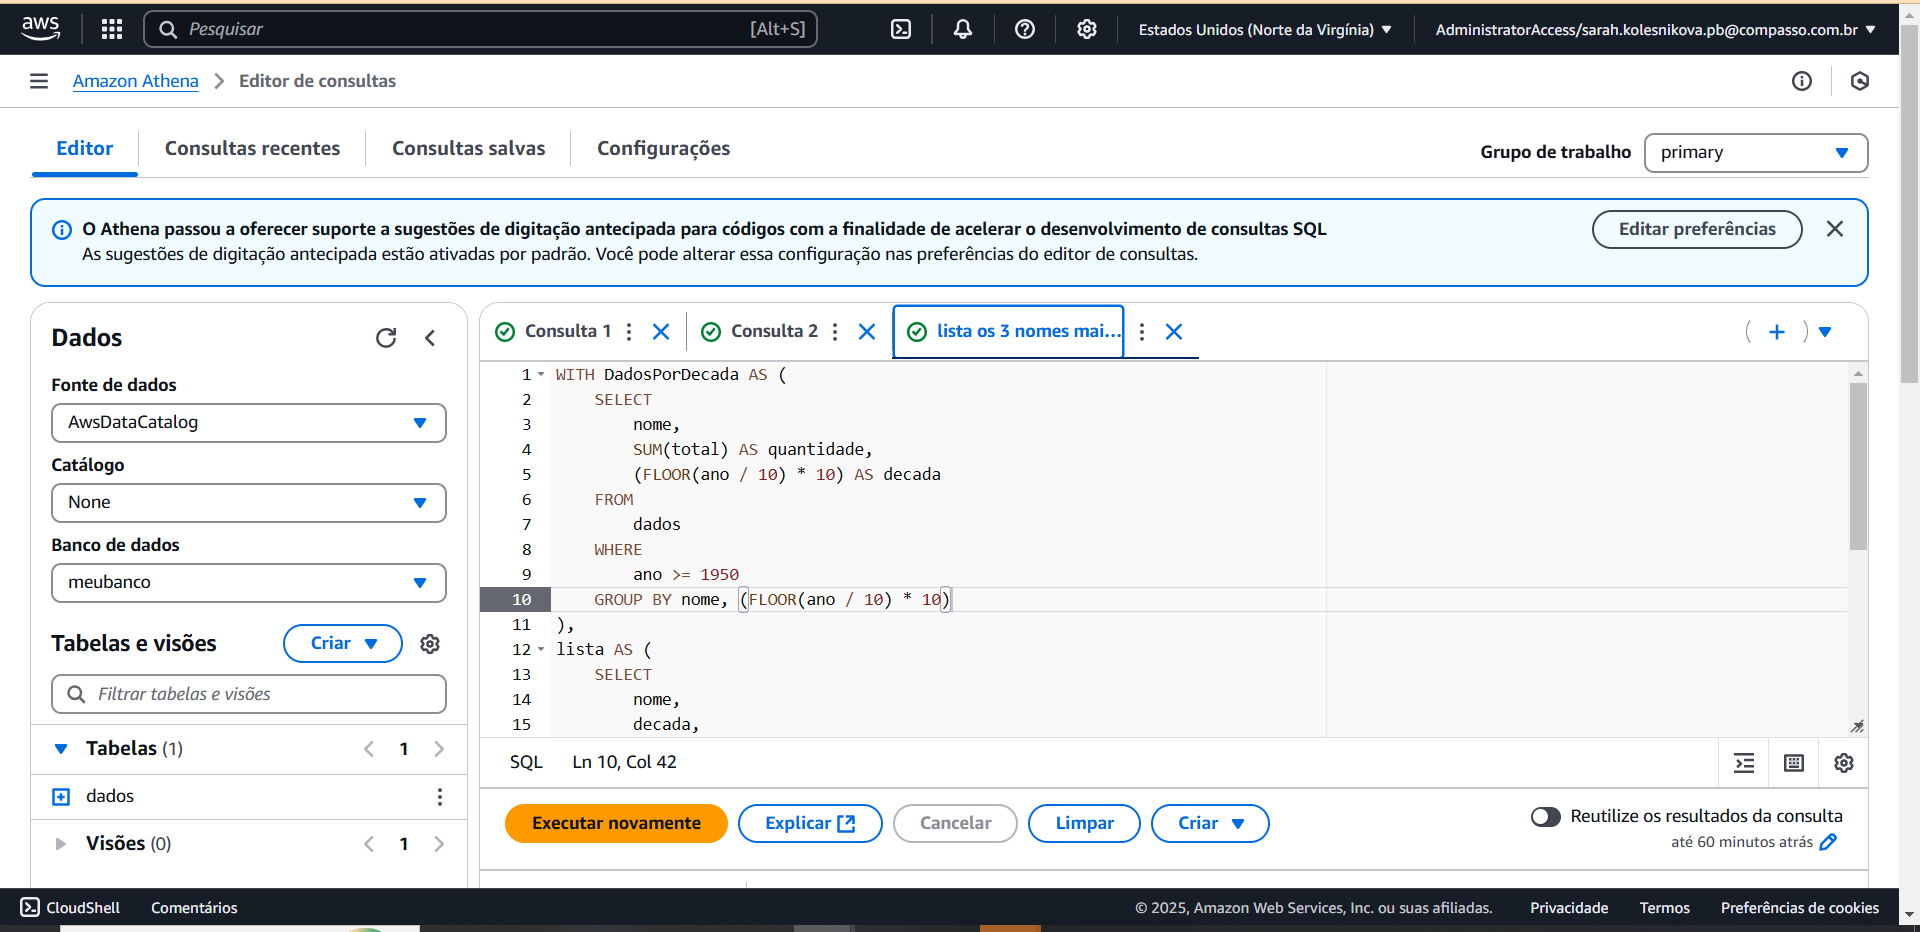 aws
Pesquisar [Alt+S]
Estados Unidos (Norte da Virgínia)
AdministratorAccess/sarah.kolesnikova.pb@compasso.com.br
Amazon Athena > Editor de consultas
Editor
Consultas recentes
Consultas salvas
Configurações
Grupo de trabalho
primary
O Athena passou a oferecer suporte a sugestões de digitação antecipada para códigos com a finalidade de acelerar o desenvolvimento de consultas SQL
As sugestões de digitação antecipada estão ativadas por padrão. Você pode alterar essa configuração nas preferências do editor de consultas.
Editar preferências
Dados
Fonte de dados
AwsDataCatalog
Catálogo
None
Banco de dados
meubanco
Tabelas e visões
Criar
Filtrar tabelas e visões
Tabelas (1)
1
dados
Visões (0)
1
Consulta 1
Consulta 2
lista os 3 nomes mai...
1 WITH DadosPorDecada AS (
2 SELECT
3 nome,
4 SUM(total) AS quantidade,
5 (FLOOR(ano / 10) * 10) AS decada
6 FROM
7 dados
8 WHERE
9 ano >= 1950
10 GROUP BY nome, (FLOOR(ano / 10) * 10)
11 ),
12 lista AS (
13 SELECT
14 nome,
15 decada,
SQL Ln 10, Col 42
Executar novamente
Explicar
Cancelar
Limpar
Criar
Reutilize os resultados da consulta
até 60 minutos atrás
CloudShell
Comentários
© 2025, Amazon Web Services, Inc. ou suas afiliadas.
Privacidade
Termos
Preferências de cookies